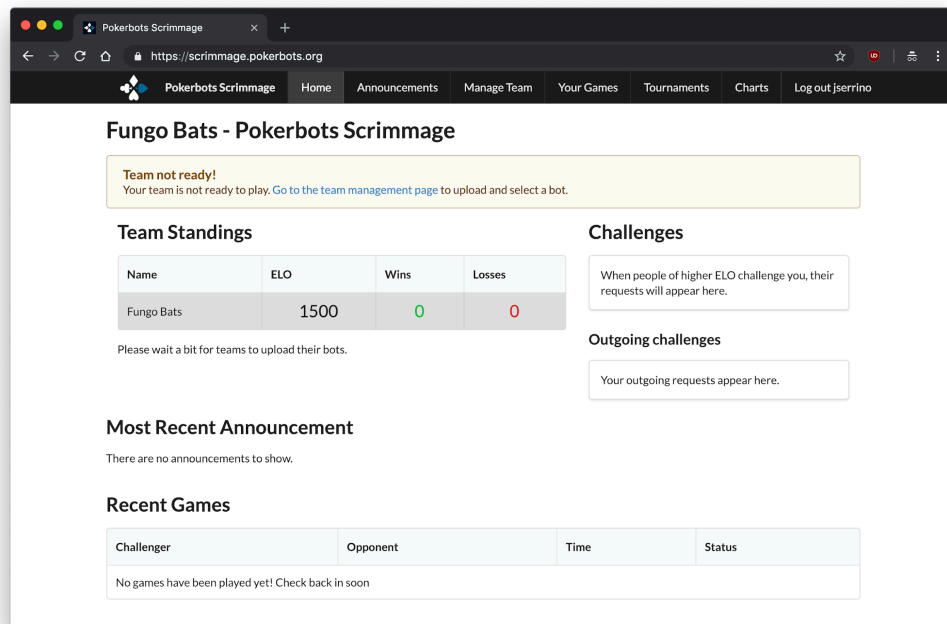 Pokerbots Scrimmage
https://scrimmage.pokerbots.org
Pokerbots Scrimmage Home Announcements Manage Team Your Games Tournaments Charts Log out jserrino
Fungo Bats - Pokerbots Scrimmage
Team not ready!
Your team is not ready to play. Go to the team management page to upload and select a bot.
Team Standings
Name ELO Wins Losses
Fungo Bats 1500 0 0
Please wait a bit for teams to upload their bots.
Challenges
When people of higher ELO challenge you, their
requests will appear here.
Outgoing challenges
Your outgoing requests appear here.
Most Recent Announcement
There are no announcements to show.
Recent Games
Challenger Opponent Time Status
No games have been played yet! Check back in soon